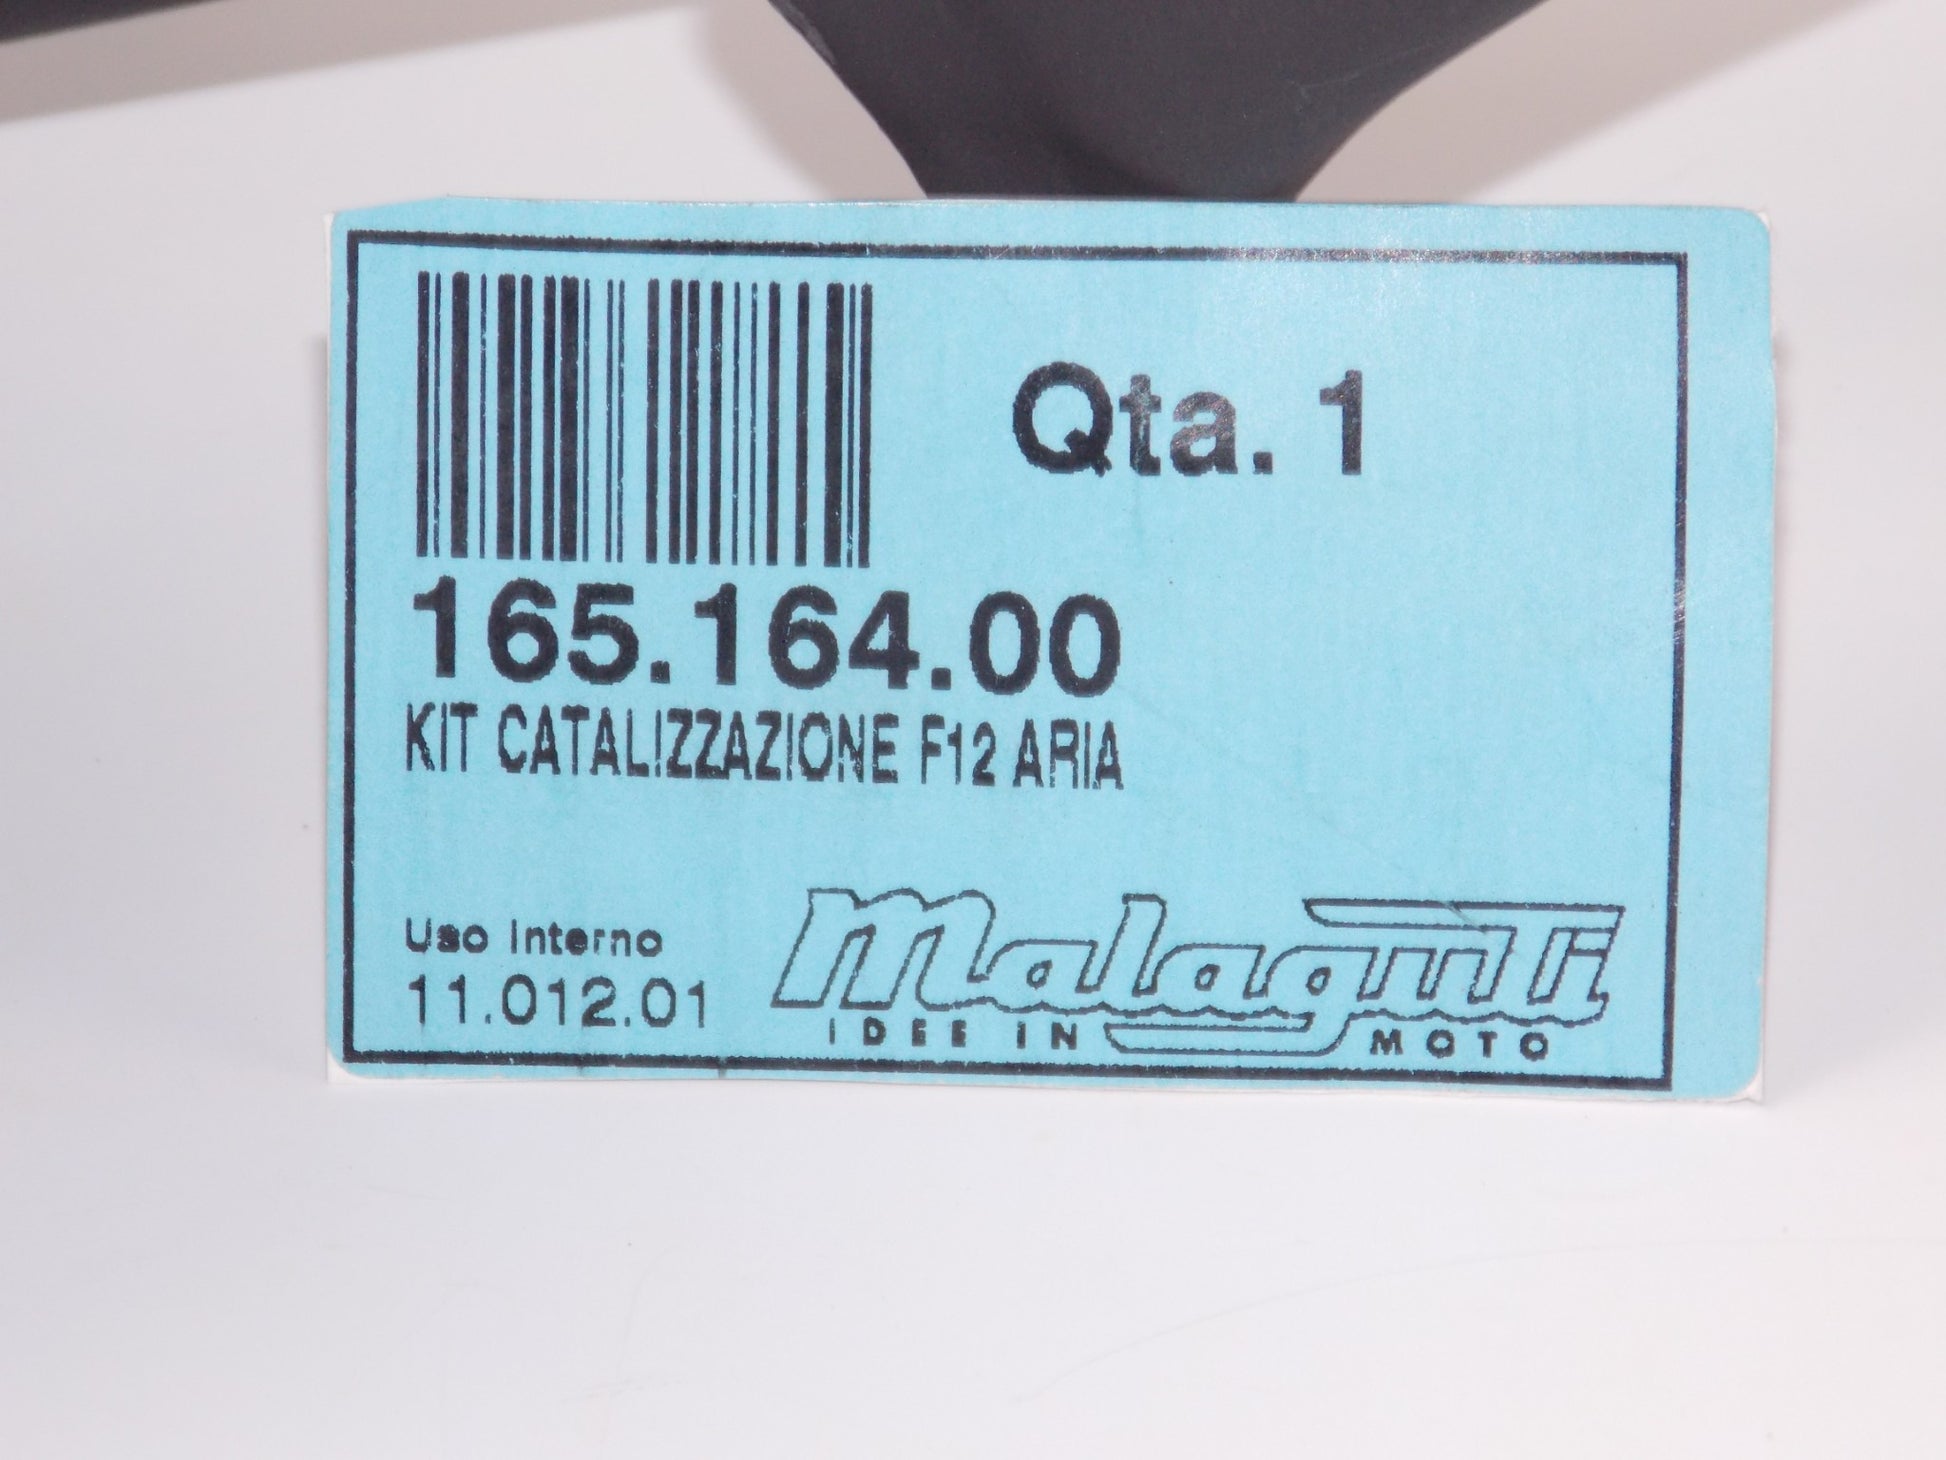 Qta. 1
165.164.00
KIT CATALIZZAZIONE F12 ARIA
Uso Interno
11.012.01
Malaguti
IDEE IN MOTO